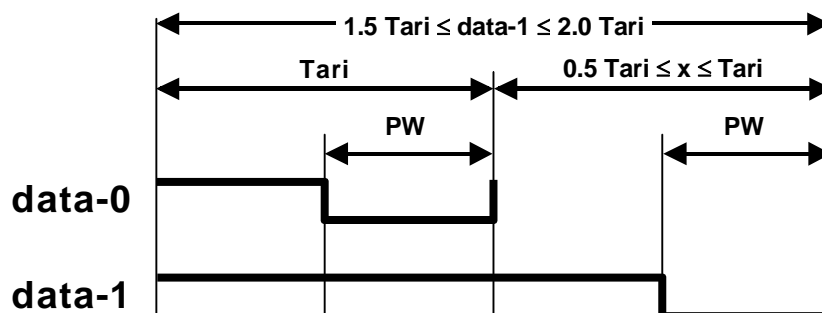 1.5 Tari ≤ data-1 ≤ 2.0 Tari
Tari
0.5 Tari ≤ x ≤ Tari
PW
PW
data-0
data-1